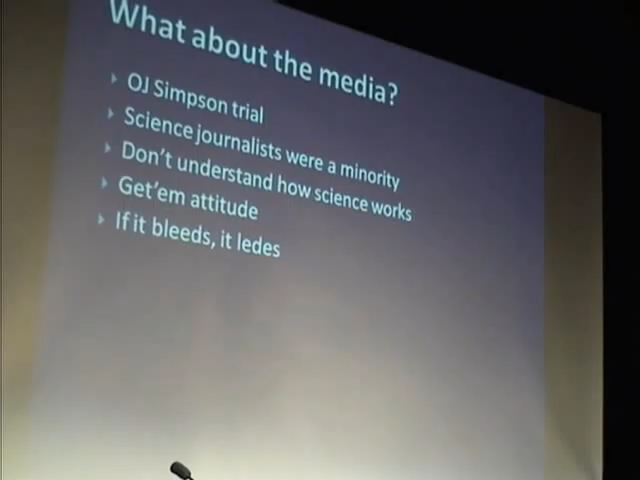 What about the media?
OJ Simpson trial
Science journalists were a minority
Don't understand how science works
Get'em attitude
If it bleeds, it ledes